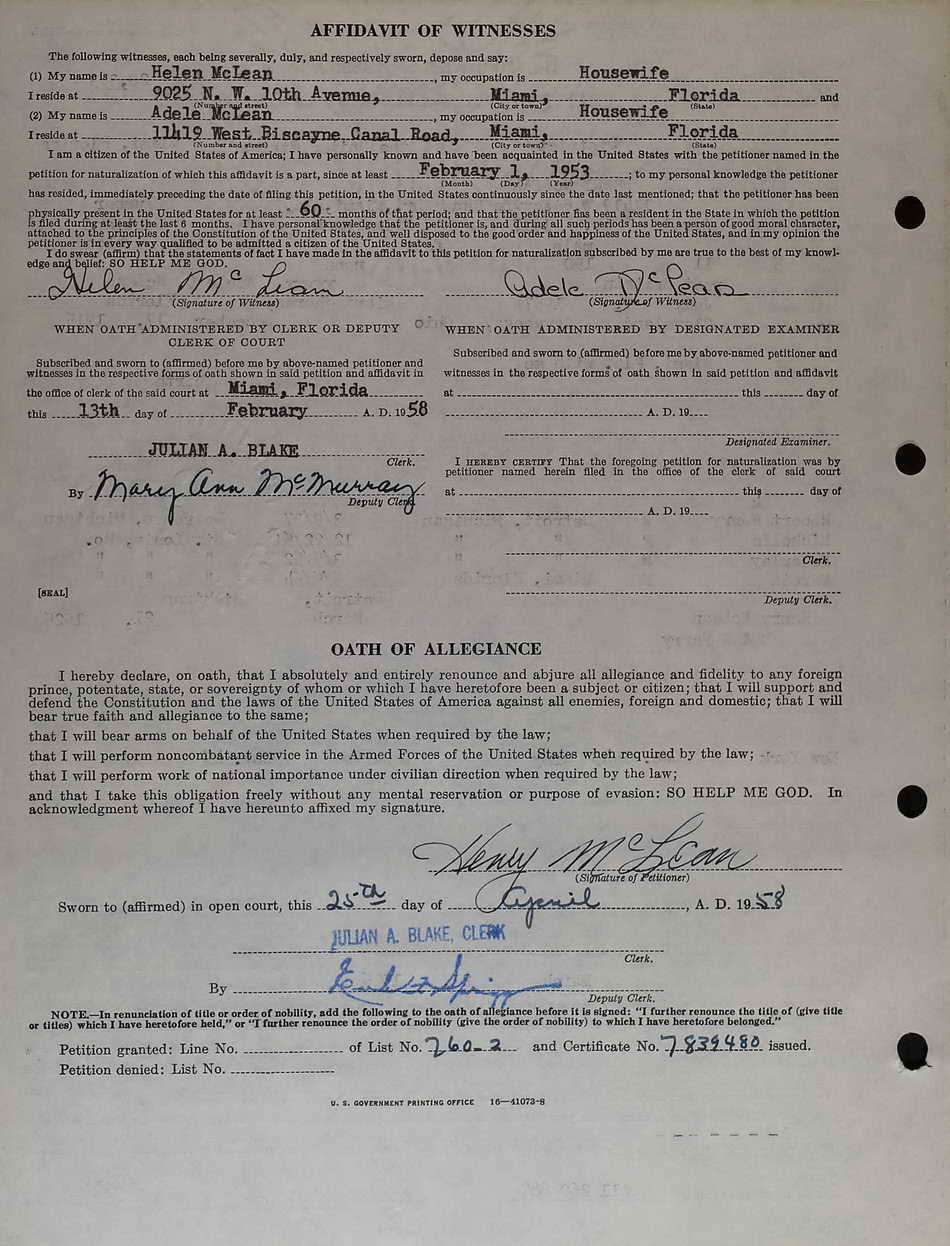 AFFIDAVIT OF WITNESSES
The following witnesses, each being severally, duly, and respectively sworn, depose and say:
(1) My name is Helen McLean, my occupation is Housewife
I reside at 9025 N. W. 10th Avenue, Miami, Florida and
(Number and street) (City or town) (State)
(2) My name is Adele McLean, my occupation is Housewife
I reside at 11419 West Biscayne Canal Road, Miami, Florida
(Number and street) (City or town) (State)
I am a citizen of the United States of America; I have personally known and have been acquainted in the United States with the petitioner named in the
petition for naturalization of which this affidavit is a part, since at least February 1, 1953; to my personal knowledge the petitioner
(Month) (Day) (Year)
has resided, immediately preceding the date of filing this petition, in the United States continuously since the date last mentioned; that the petitioner has been
physically present in the United States for at least 60 months of that period; and that the petitioner has been a resident in the State in which the petition
is filed during at least the last 6 months. I have personal knowledge that the petitioner is, and during all such periods has been a person of good moral character,
attached to the principles of the Constitution of the United States, and well disposed to the good order and happiness of the United States, and in my opinion the
petitioner is in every way qualified to be admitted a citizen of the United States.
I do swear (affirm) that the statements of fact I have made in the affidavit to this petition for naturalization subscribed by me are true to the best of my knowl-
edge and belief: SO HELP ME GOD.
Helen McLean Adele McLean
(Signature of Witness) (Signature of Witness)
WHEN OATH ADMINISTERED BY CLERK OR DEPUTY
CLERK OF COURT
Subscribed and sworn to (affirmed) before me by above-named petitioner and
witnesses in the respective forms of oath shown in said petition and affidavit in
the office of clerk of the said court at Miami, Florida
this 13th day of February A. D. 1958
JULIAN A. BLAKE
Clerk.
By Mary Ann McMurray
Deputy Clerk.
[SEAL]
WHEN OATH ADMINISTERED BY DESIGNATED EXAMINER
Subscribed and sworn to (affirmed) before me by above-named petitioner and
witnesses in the respective forms of oath shown in said petition and affidavit
at this day of
A. D. 19
Designated Examiner.
I HEREBY CERTIFY That the foregoing petition for naturalization was by
petitioner named herein filed in the office of the clerk of said court
at this day of
A. D. 19
Clerk.
Deputy Clerk.
OATH OF ALLEGIANCE
I hereby declare, on oath, that I absolutely and entirely renounce and abjure all allegiance and fidelity to any foreign
prince, potentate, state, or sovereignty of whom or which I have heretofore been a subject or citizen; that I will support and
defend the Constitution and the laws of the United States of America against all enemies, foreign and domestic; that I will
bear true faith and allegiance to the same;
that I will bear arms on behalf of the United States when required by the law;
that I will perform noncombatant service in the Armed Forces of the United States when required by the law;
that I will perform work of national importance under civilian direction when required by the law;
and that I take this obligation freely without any mental reservation or purpose of evasion: SO HELP ME GOD. In
acknowledgment whereof I have hereunto affixed my signature.
Henry McLean
(Signature of Petitioner)
Sworn to (affirmed) in open court, this 25th day of April, A. D. 1958
JULIAN A. BLAKE, CLERK
Clerk.
By
Deputy Clerk.
NOTE.—In renunciation of title or order of nobility, add the following to the oath of allegiance before it is signed: "I further renounce the title of (give title
or titles) which I have heretofore held," or "I further renounce the order of nobility (give the order of nobility) to which I have heretofore belonged."
Petition granted: Line No. of List No. 260-2 and Certificate No. 7839480 issued.
Petition denied: List No.
U. S. GOVERNMENT PRINTING OFFICE 16—41073-8